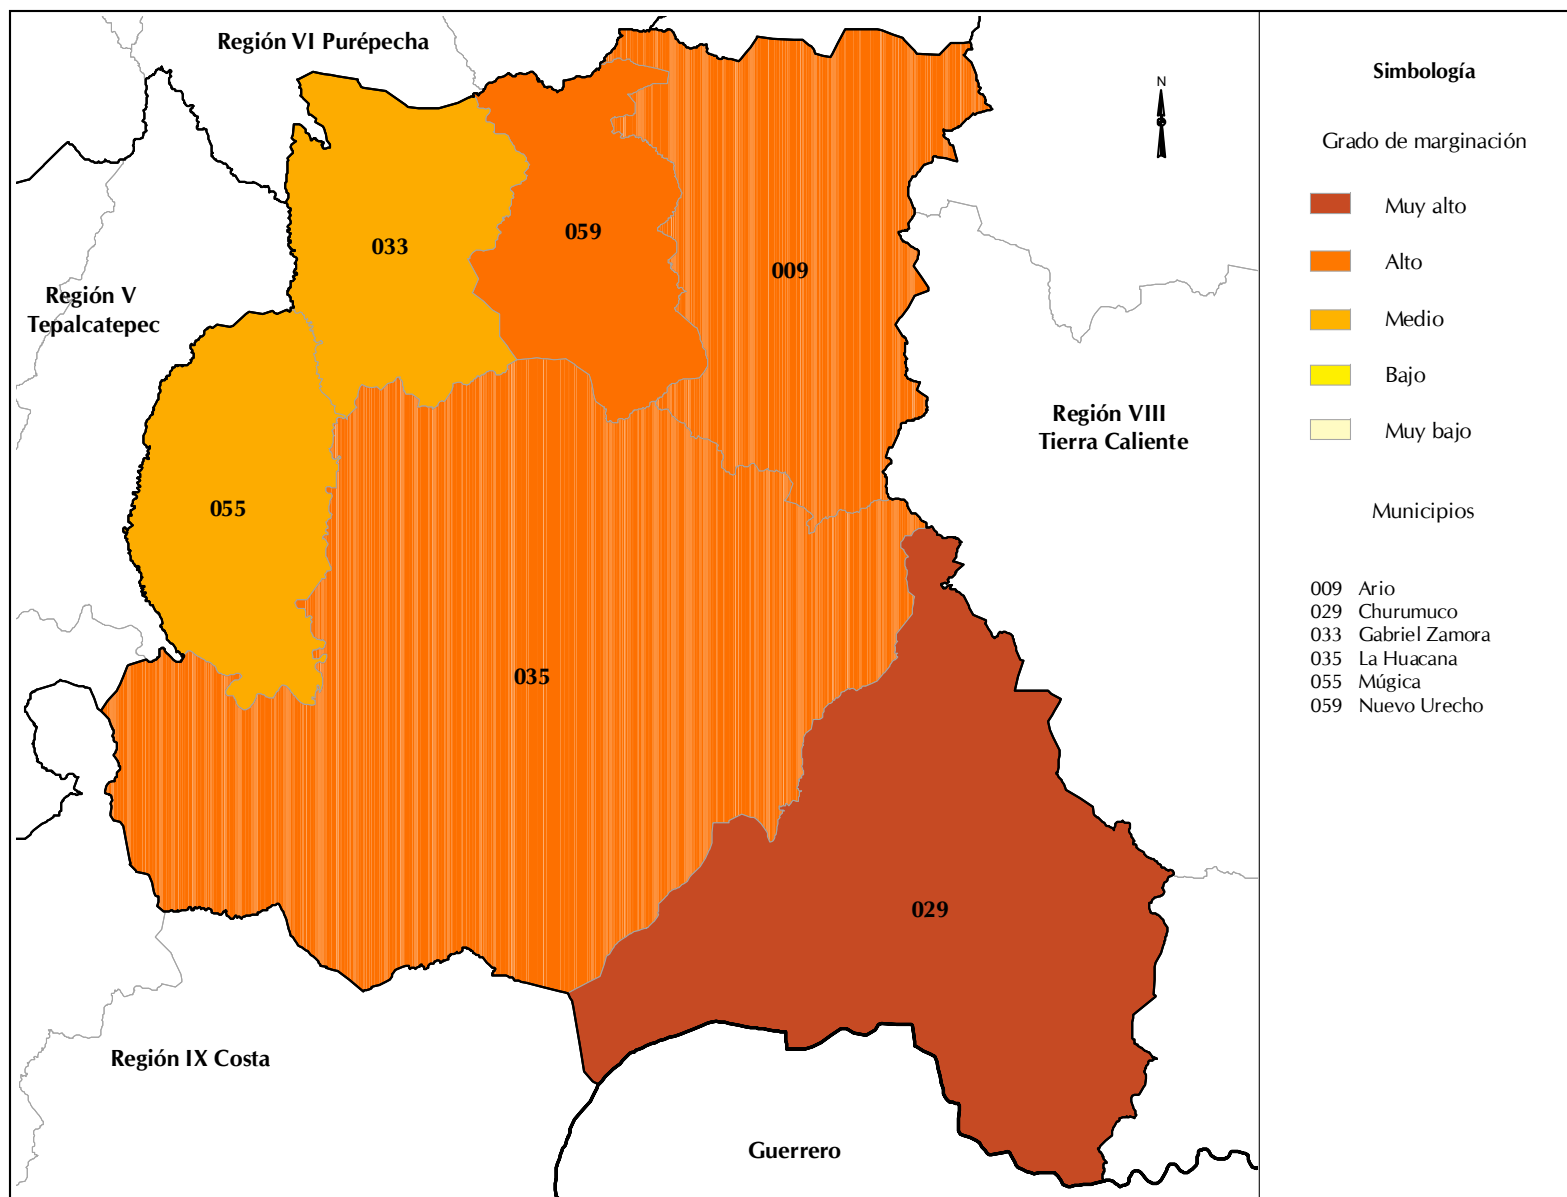 Región VI Purépecha
N
033
059
009
Región V
Tepalcatepec
Región VIII
Tierra Caliente
055
035
029
Región IX Costa
Guerrero
Simbología
Grado de marginación
Muy alto
Alto
Medio
Bajo
Muy bajo
Municipios
009 Ario
029 Churumuco
033 Gabriel Zamora
035 La Huacana
055 Múgica
059 Nuevo Urecho